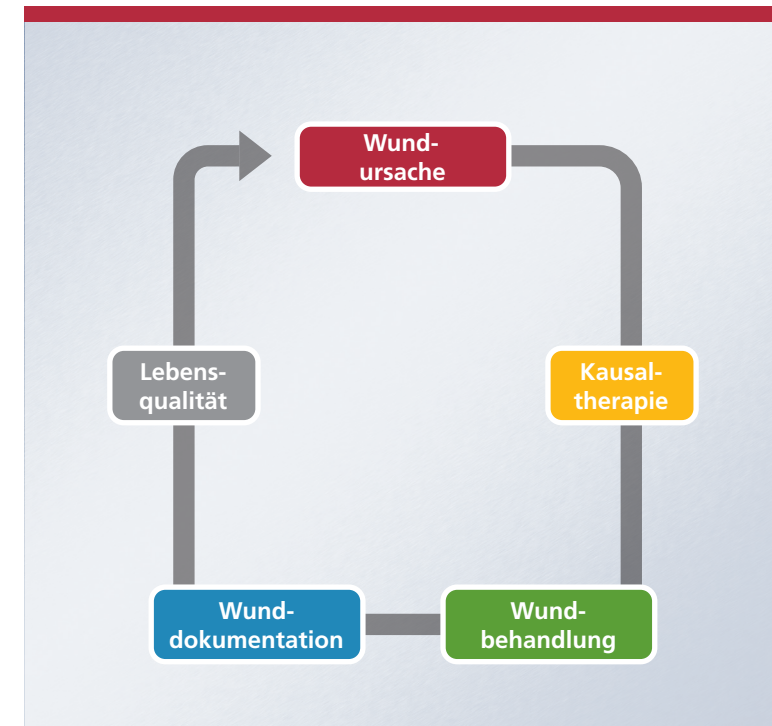 Wund-
ursache
Lebens-
qualität
Kausal-
therapie
Wund-
dokumentation
Wund-
behandlung